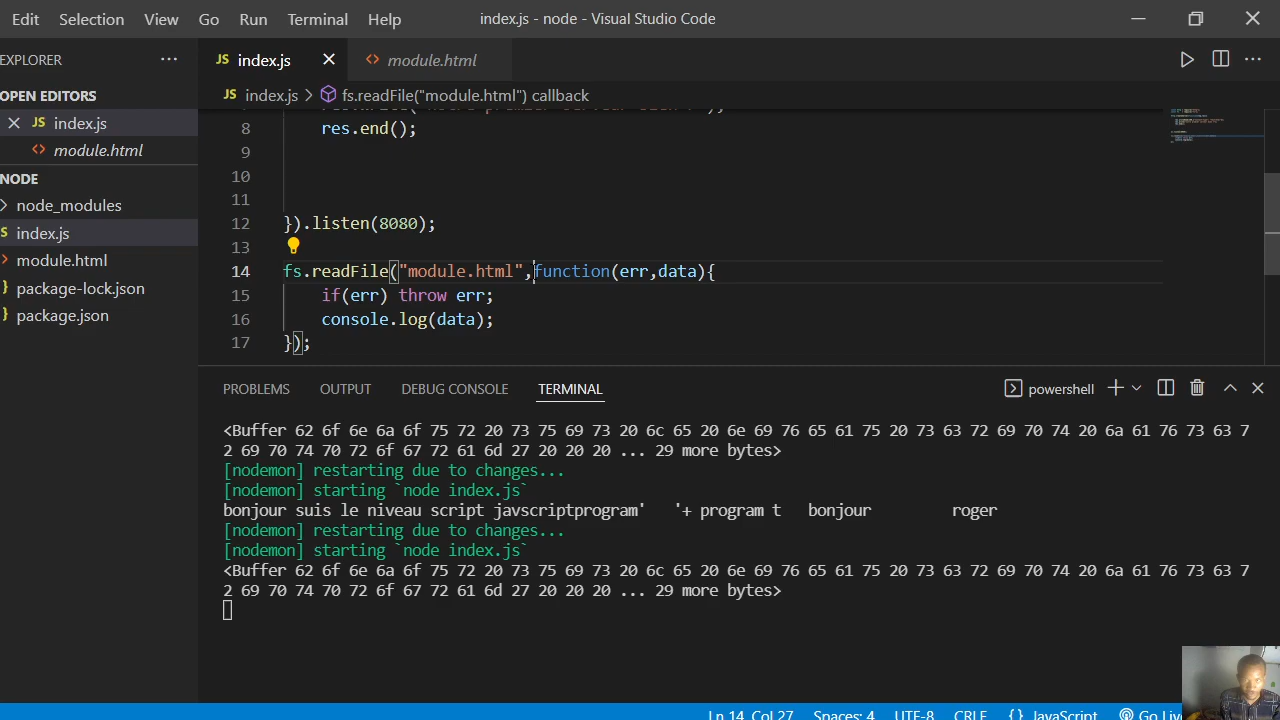 Edit Selection View Go Run Terminal Help index.js - node - Visual Studio Code
EXPLORER
OPEN EDITORS
JS index.js
<> module.html
NODE
node_modules
index.js
module.html
package-lock.json
package.json
JS index.js <> module.html
JS index.js > fs.readFile("module.html") callback
8 res.end();
9
10
11
12 }).listen(8080);
13
14 fs.readFile("module.html",function(err,data){
15 if(err) throw err;
16 console.log(data);
17 });
PROBLEMS OUTPUT DEBUG CONSOLE TERMINAL powershell
<Buffer 62 6f 6e 6a 6f 75 72 20 73 75 69 73 20 6c 65 20 6e 69 76 65 61 75 20 73 63 72 69 70 74 20 6a 61 76 73 63 7
2 69 70 74 70 72 6f 67 72 61 6d 27 20 20 20 ... 29 more bytes>
[nodemon] restarting due to changes...
[nodemon] starting `node index.js`
bonjour suis le niveau script javscriptprogram' '+ program t bonjour roger
[nodemon] restarting due to changes...
[nodemon] starting `node index.js`
<Buffer 62 6f 6e 6a 6f 75 72 20 73 75 69 73 20 6c 65 20 6e 69 76 65 61 75 20 73 63 72 69 70 74 20 6a 61 76 73 63 7
2 69 70 74 70 72 6f 67 72 61 6d 27 20 20 20 ... 29 more bytes>
Ln 14, Col 27 Spaces: 4 UTF-8 CRLF {} JavaScript Go Live